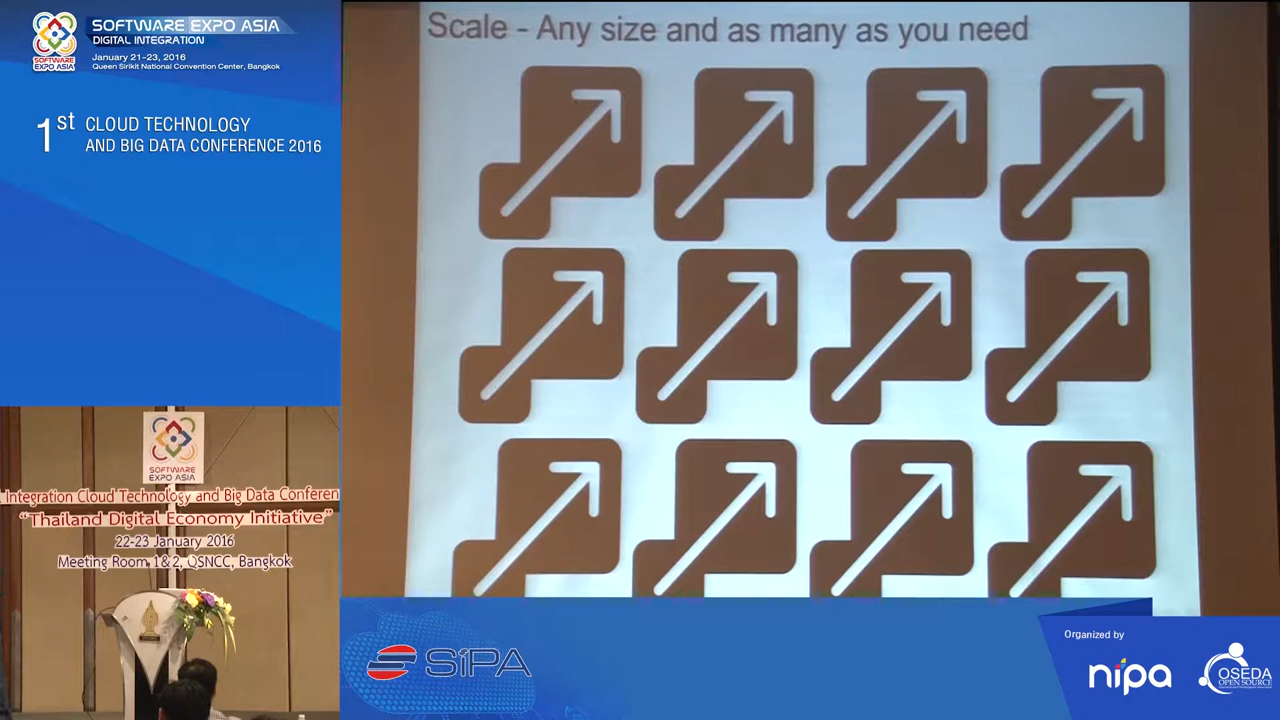 SOFTWARE EXPO ASIA
DIGITAL INTEGRATION
January 21-23, 2016
Queen Sirikit National Convention Center, Bangkok
SOFTWARE
EXPO ASIA
1st CLOUD TECHNOLOGY
AND BIG DATA CONFERENCE 2016
Scale - Any size and as many as you need
SOFTWARE
EXPO ASIA
Integration Cloud Technology and Big Data Conferen
"Thailand Digital Economy Initiative"
22-23 January 2016
Meeting Room 1&2, QSNCC, Bangkok
SiPA
Organized by
nipa
OSEDA
OPEN SOURCE